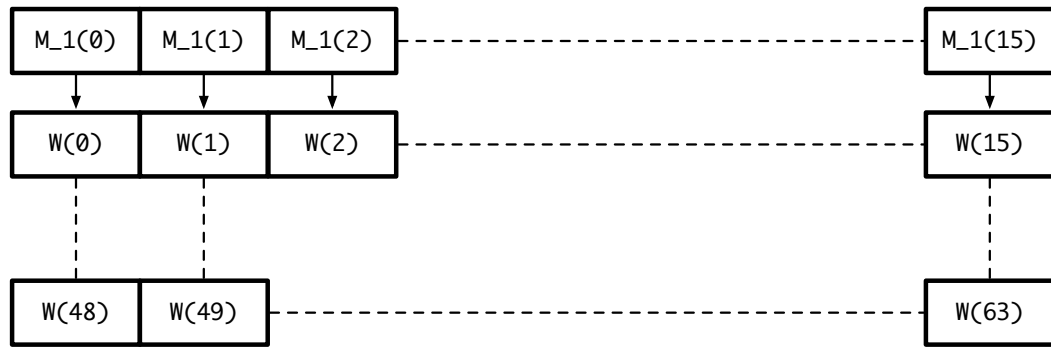 M_1(0) M_1(1) M_1(2) M_1(15)
W(0) W(1) W(2) W(15)
W(48) W(49) W(63)